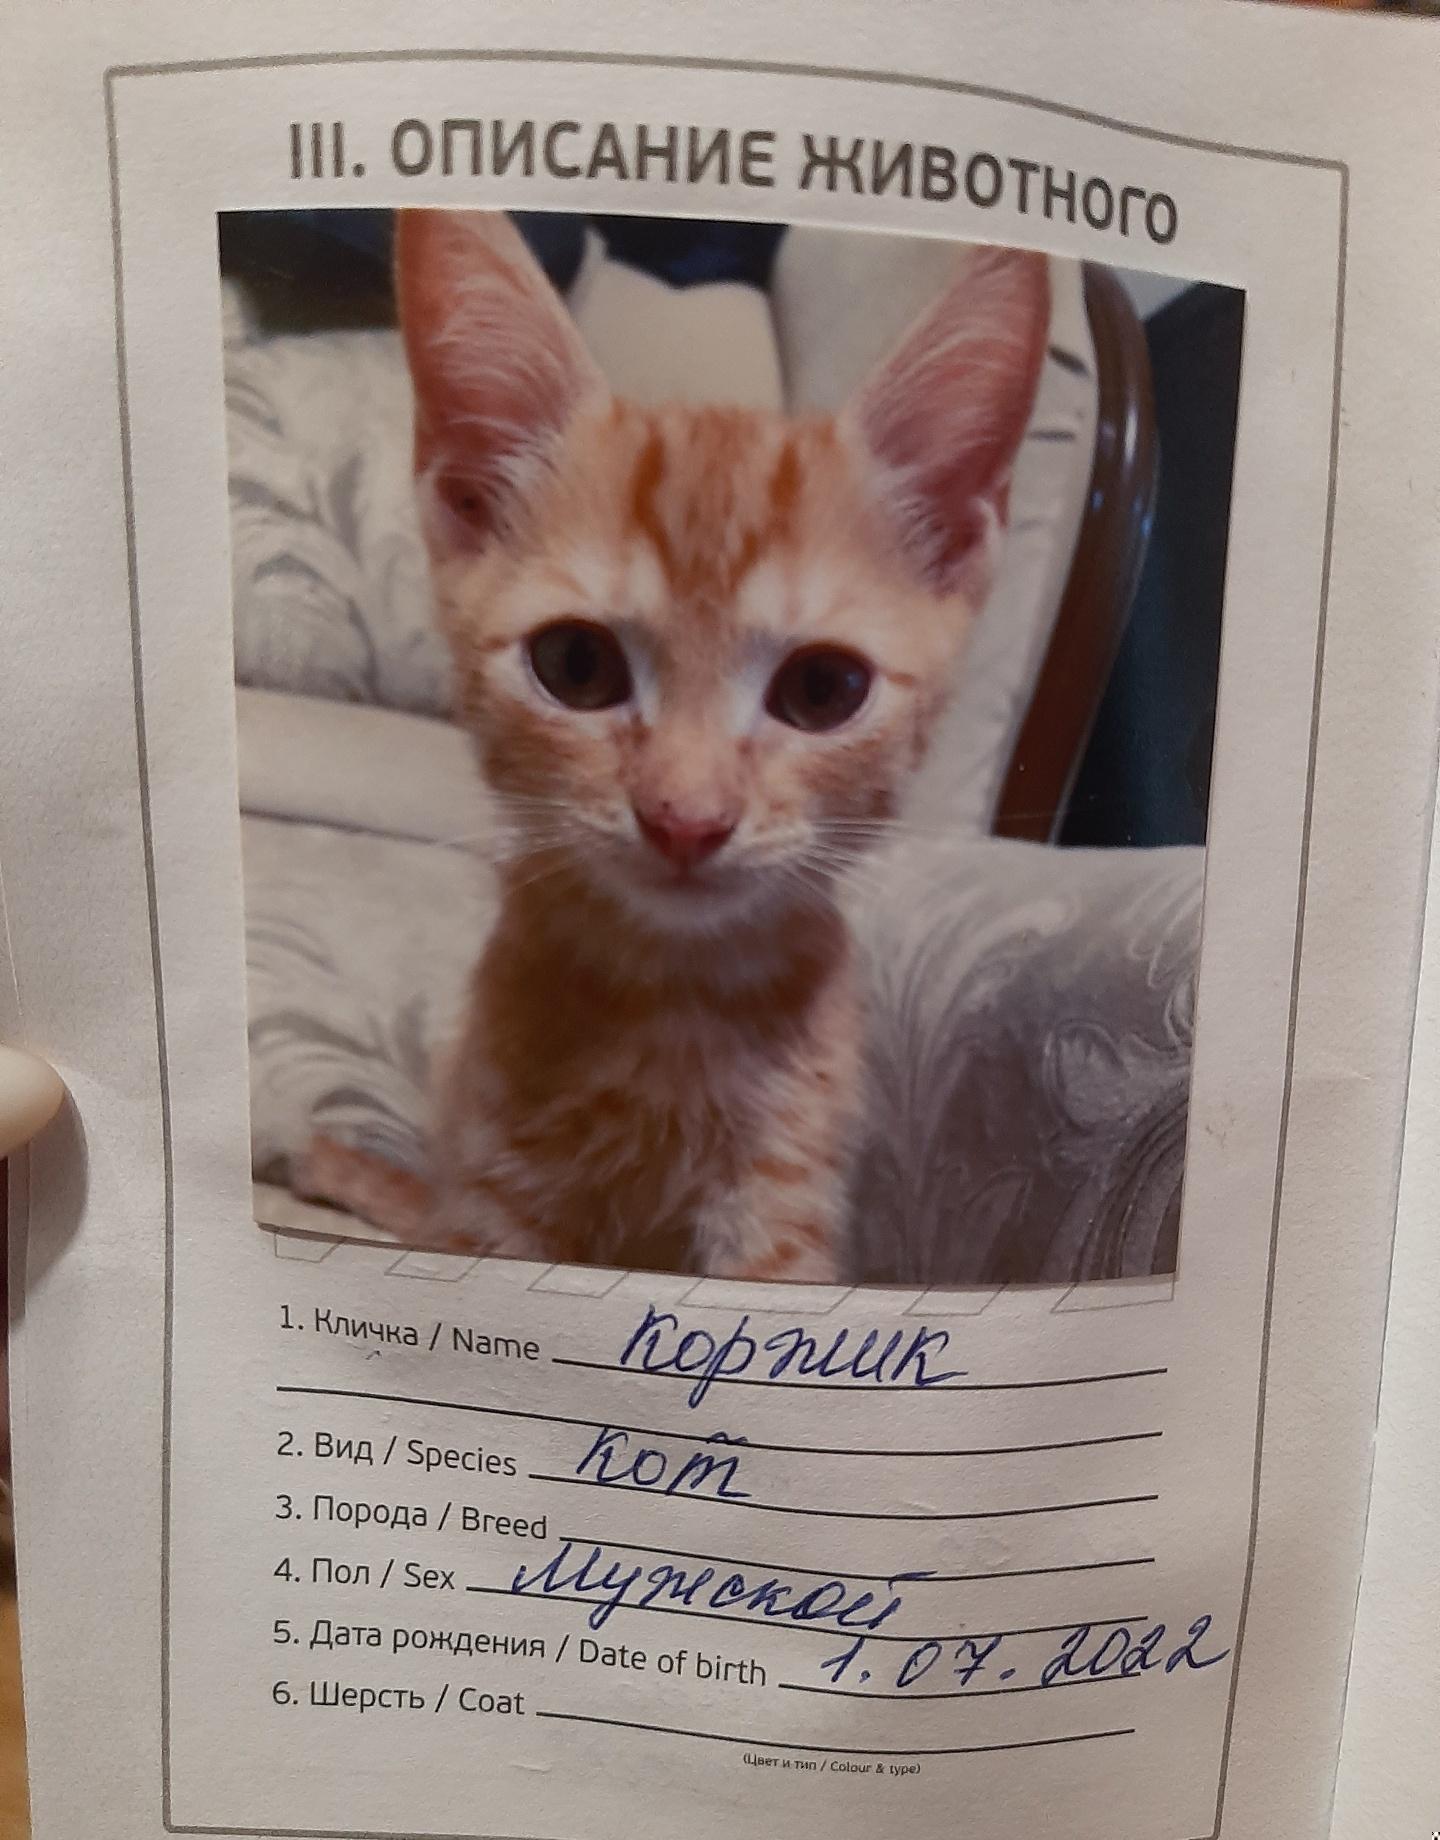 III. ОПИСАНИЕ ЖИВОТНОГО
1. Кличка / Name Коржик
2. Вид / Species Кот
3. Порода / Breed
4. Пол / Sex Мужской
5. Дата рождения / Date of birth 1.07.2022
6. Шерсть / Coat
(Цвет и тип / Colour & type)